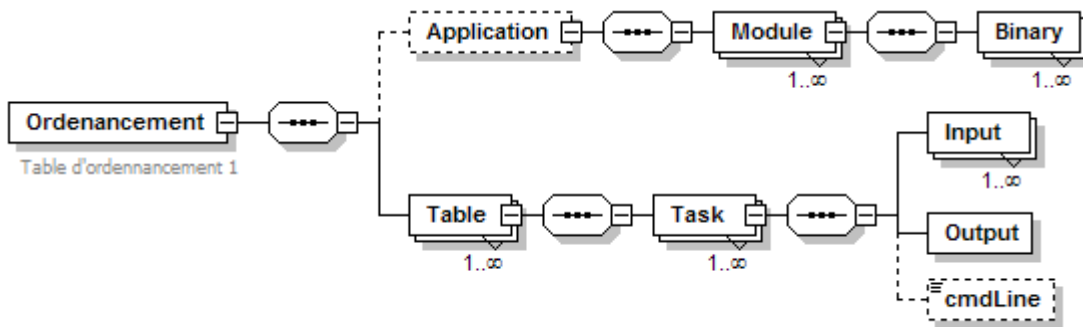 Application
Module
Binary
1..∞
1..∞
Ordenancement
Table d'ordennancement 1
Input
1..∞
Table
Task
Output
1..∞
1..∞
cmdLine